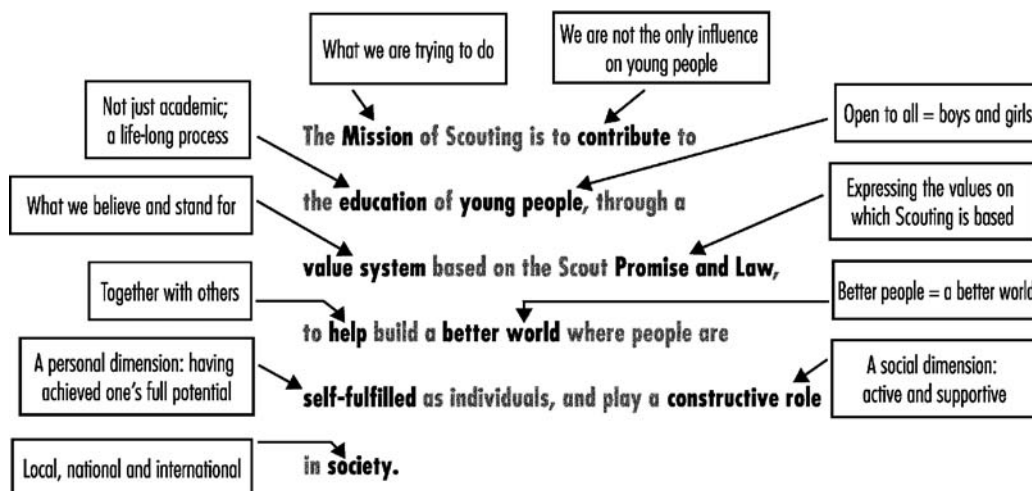 What we are trying to do
We are not the only influence
on young people
Not just academic;
a life-long process
Open to all = boys and girls
The Mission of Scouting is to contribute to
What we believe and stand for
the education of young people, through a
Expressing the values on
which Scouting is based
value system based on the Scout Promise and Law,
Together with others
Better people = a better world
to help build a better world where people are
A personal dimension: having
achieved one's full potential
A social dimension:
active and supportive
self-fulfilled as individuals, and play a constructive role
Local, national and international
in society.